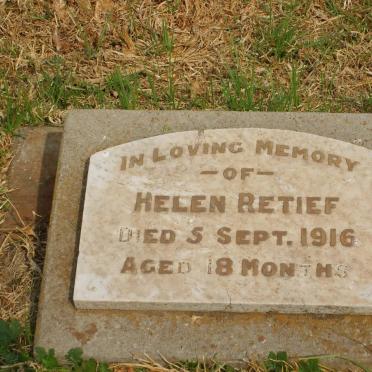 IN LOVING MEMORY
— OF —
HELEN RETIEF
DIED 5 SEPT. 1916
AGED 18 MONTHS